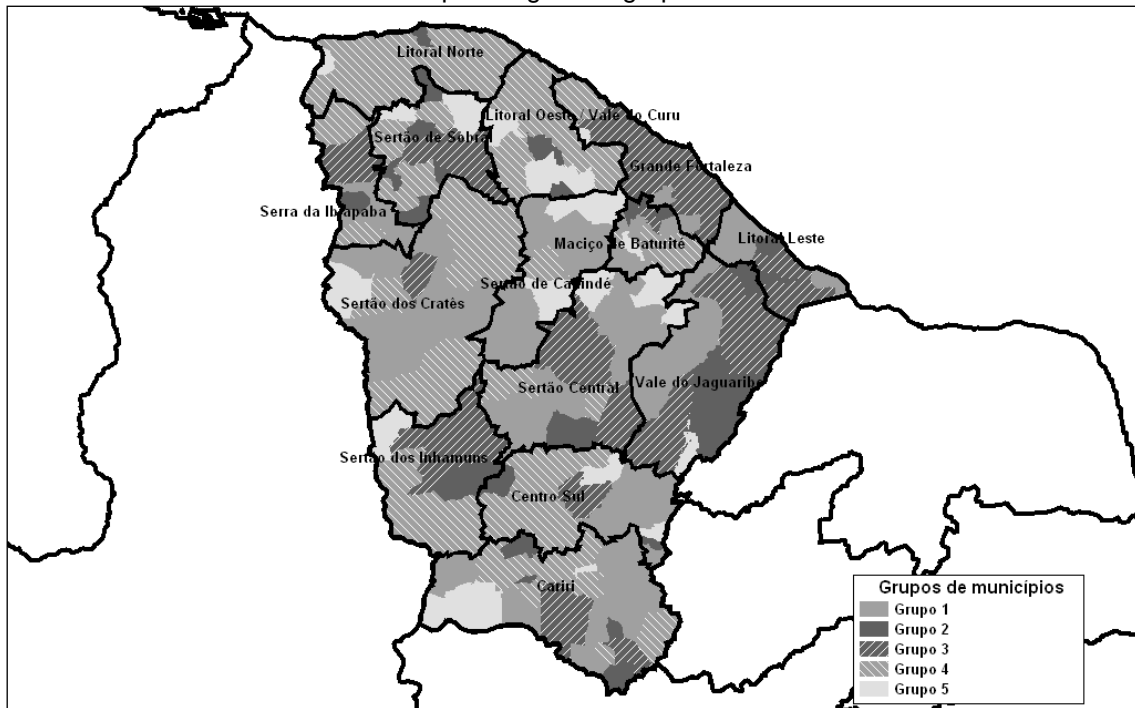 Litoral Norte
Litoral Oeste / Vale do Curu
Sertão de Sobral
Grande Fortaleza
Serra da Ibiapaba
Maciço de Baturité
Litoral Leste
Sertão de Canindé
Sertão dos Cratés
Sertão Central
Vale do Jaguaribe
Sertão dos Inhamuns
Centro Sul
Cariri
Grupos de municípios
Grupo 1
Grupo 2
Grupo 3
Grupo 4
Grupo 5